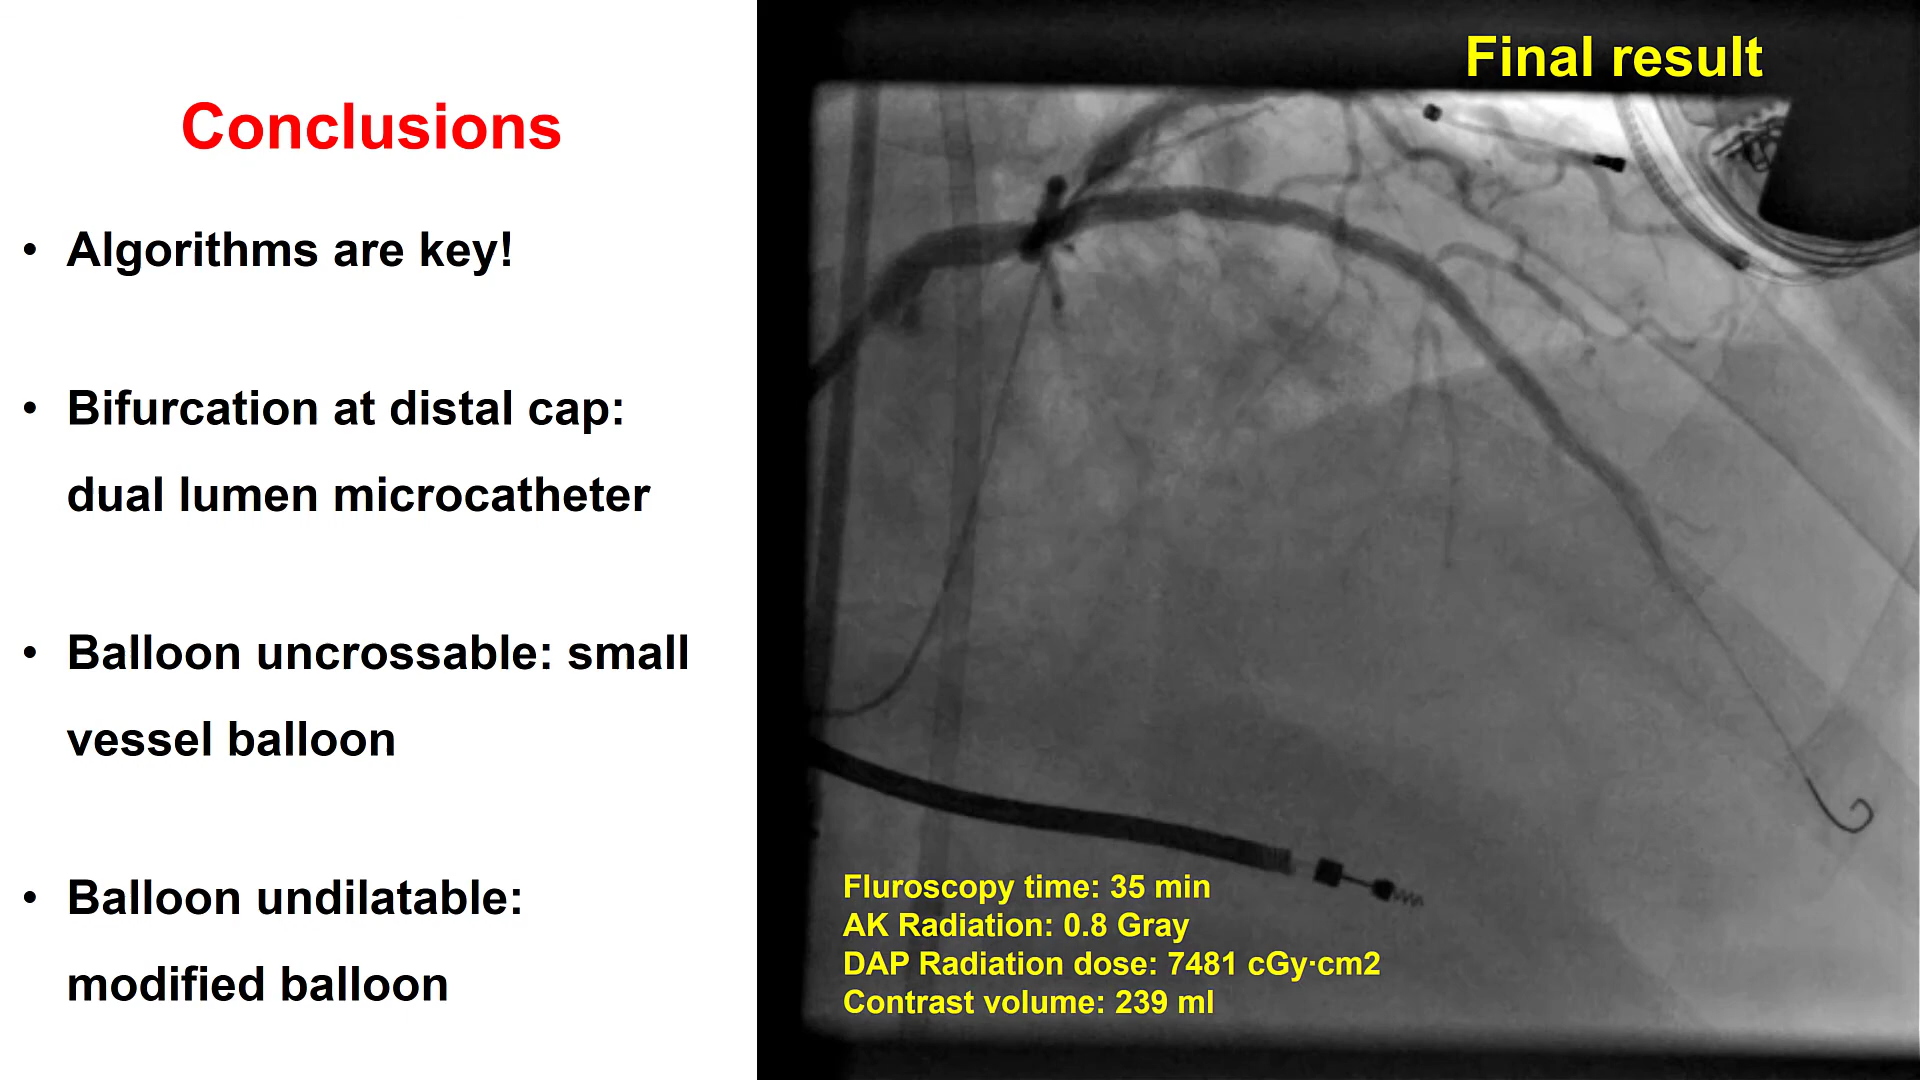 Conclusions
• Algorithms are key!
• Bifurcation at distal cap:
dual lumen microcatheter
• Balloon uncrossable: small
vessel balloon
• Balloon undilatable:
modified balloon
Final result
Fluroscopy time: 35 min
AK Radiation: 0.8 Gray
DAP Radiation dose: 7481 cGy·cm2
Contrast volume: 239 ml